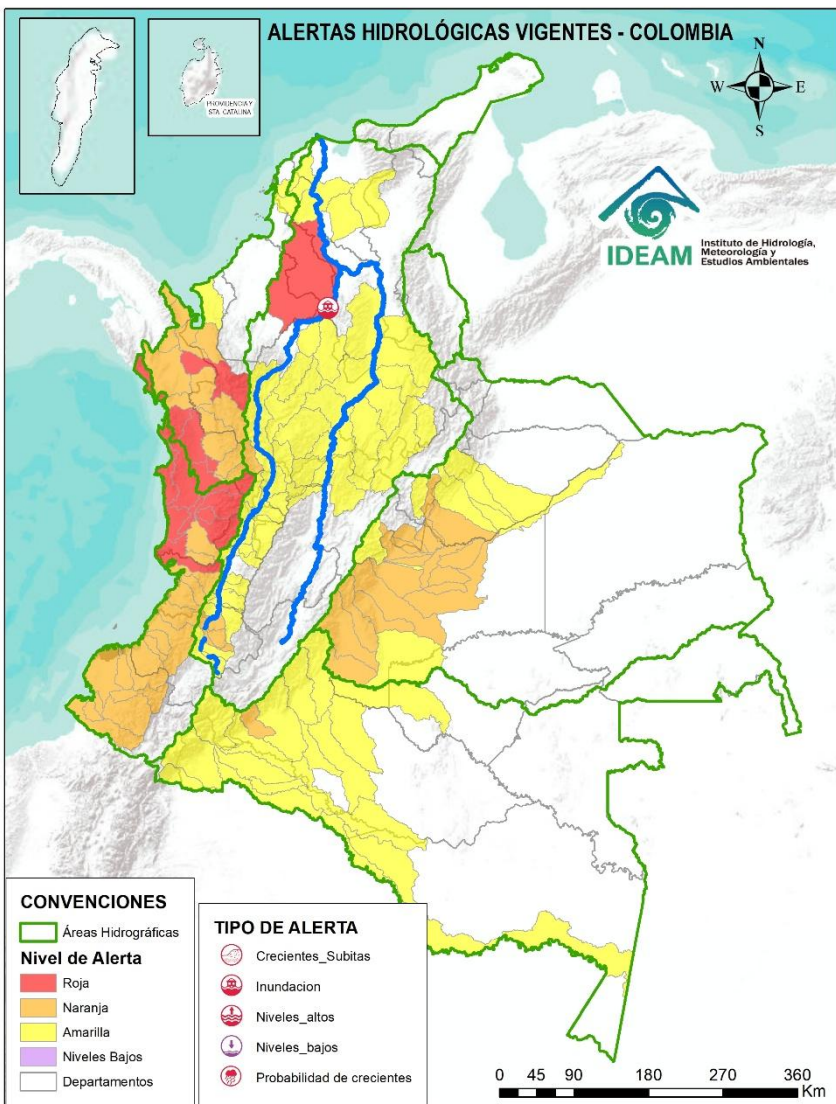 ALERTAS HIDROLÓGICAS VIGENTES - COLOMBIA
PROVIDENCIA Y
STA. CATALINA
N
W
E
S
IDEAM
Instituto de Hidrología,
Meteorología y
Estudios Ambientales
CONVENCIONES
Áreas Hidrográficas
Nivel de Alerta
Roja
Naranja
Amarilla
Niveles Bajos
Departamentos
TIPO DE ALERTA
Crecientes_Subitas
Inundacion
Niveles_altos
Niveles_bajos
Probabilidad de crecientes
0 45 90 180 270 360
Km